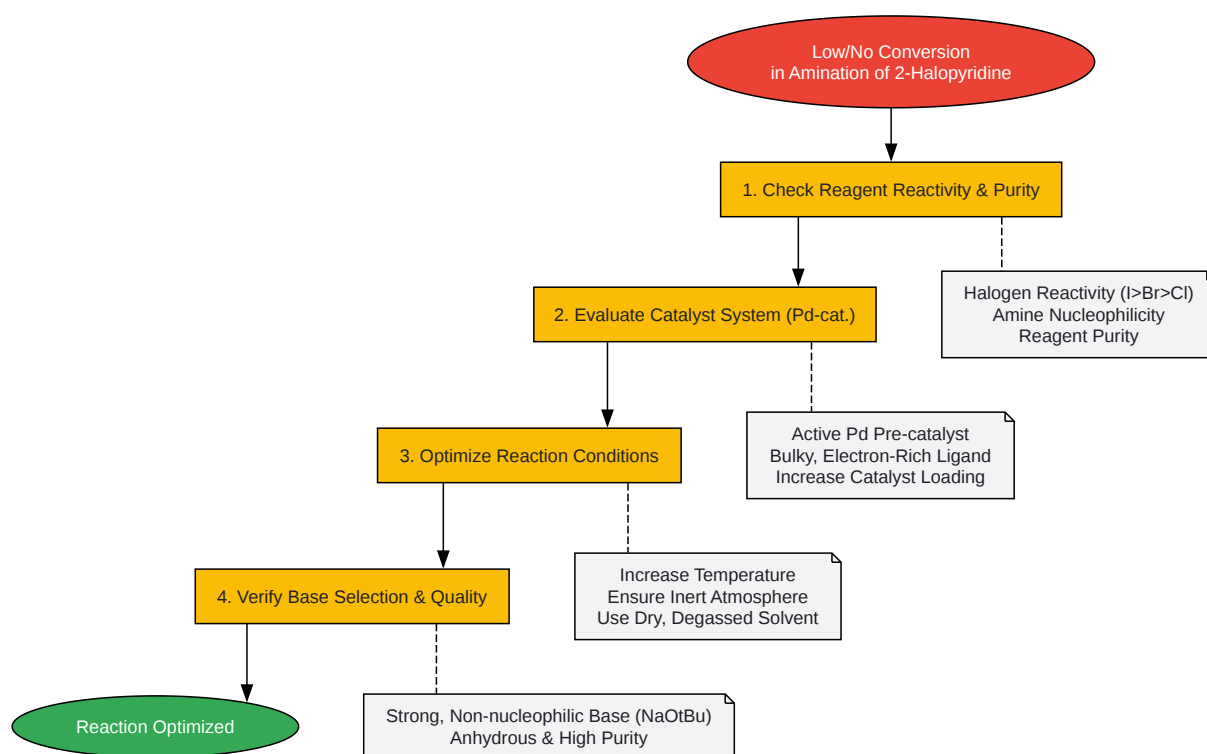 Low/No Conversion
in Amination of 2-Halopyridine
1. Check Reagent Reactivity & Purity
Halogen Reactivity (I>Br>Cl)
Amine Nucleophilicity
Reagent Purity
2. Evaluate Catalyst System (Pd-cat.)
Active Pd Pre-catalyst
Bulky, Electron-Rich Ligand
Increase Catalyst Loading
3. Optimize Reaction Conditions
Increase Temperature
Ensure Inert Atmosphere
Use Dry, Degassed Solvent
4. Verify Base Selection & Quality
Strong, Non-nucleophilic Base (NaOtBu)
Anhydrous & High Purity
Reaction Optimized